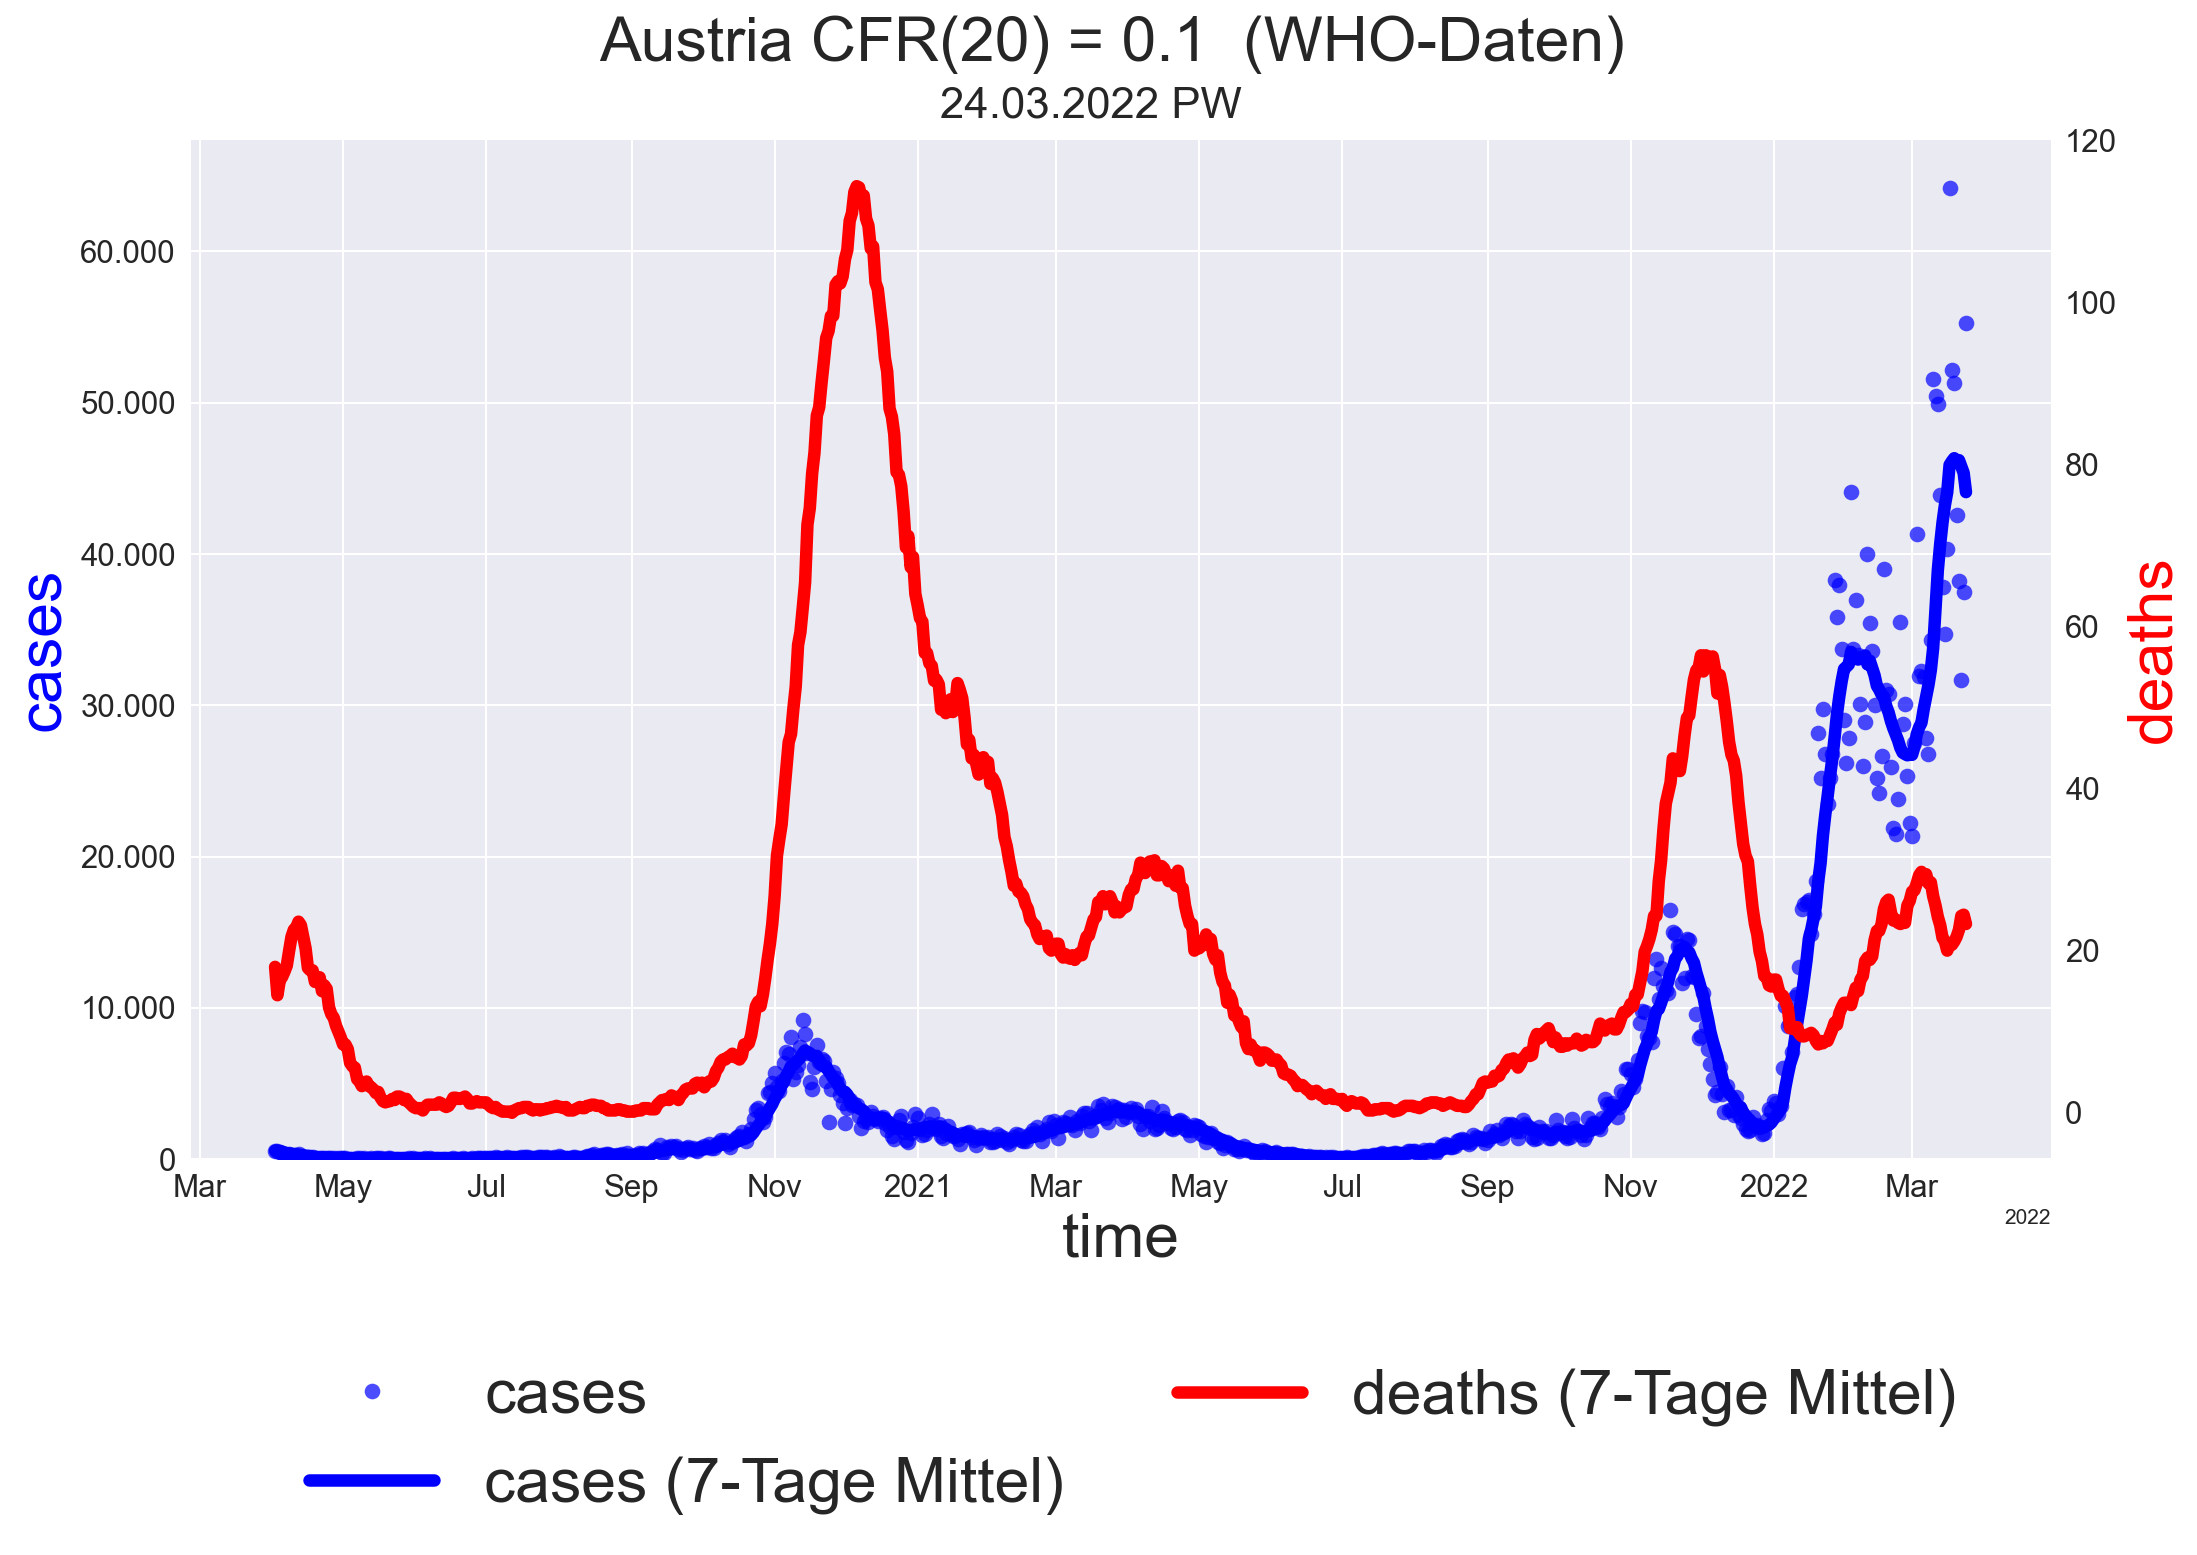 Austria CFR(20) = 0.1  (WHO-Daten)
24.03.2022 PW
120
60.000
100
50.000
80
40.000
60
cases
deaths
30.000
40
20.000
20
10.000
0
0
Mar May Jul Sep Nov 2021 Mar May Jul Sep Nov 2022 Mar
2022
time
cases
deaths (7-Tage Mittel)
cases (7-Tage Mittel)